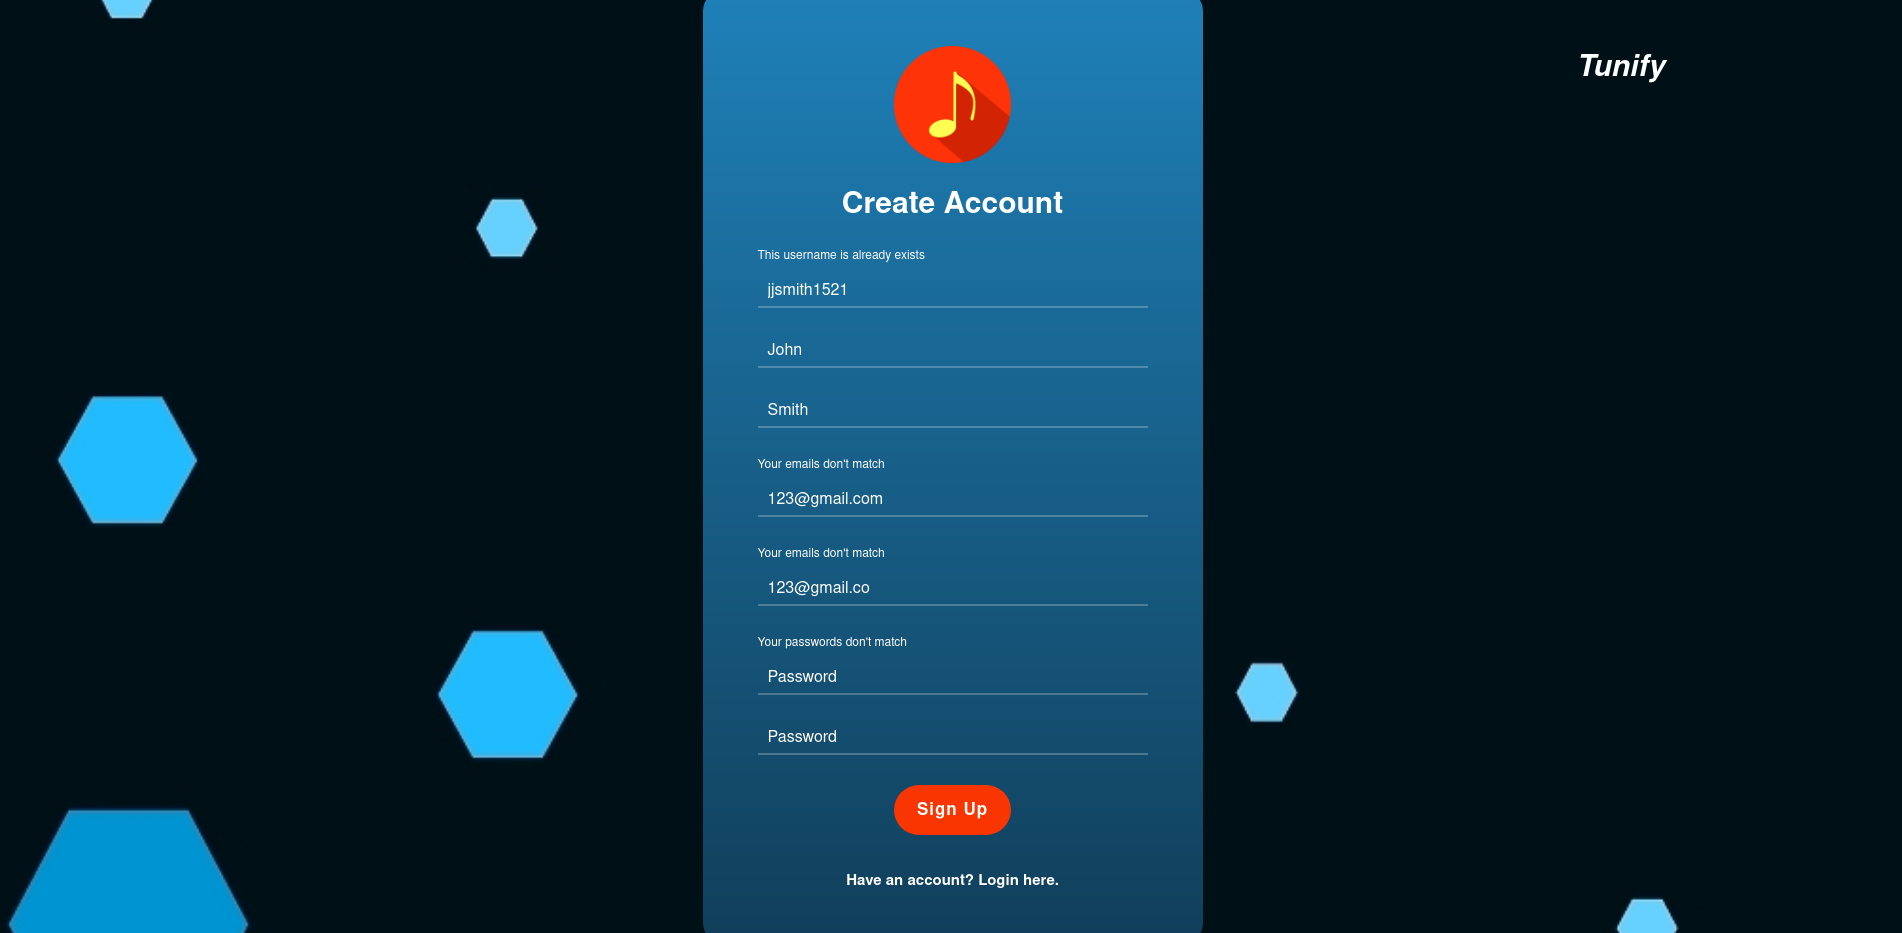 Tunify
Create Account
This username is already exists
jjsmith1521
John
Smith
Your emails don't match
123@gmail.com
Your emails don't match
123@gmail.co
Your passwords don't match
Password
Password
Sign Up
Have an account? Login here.